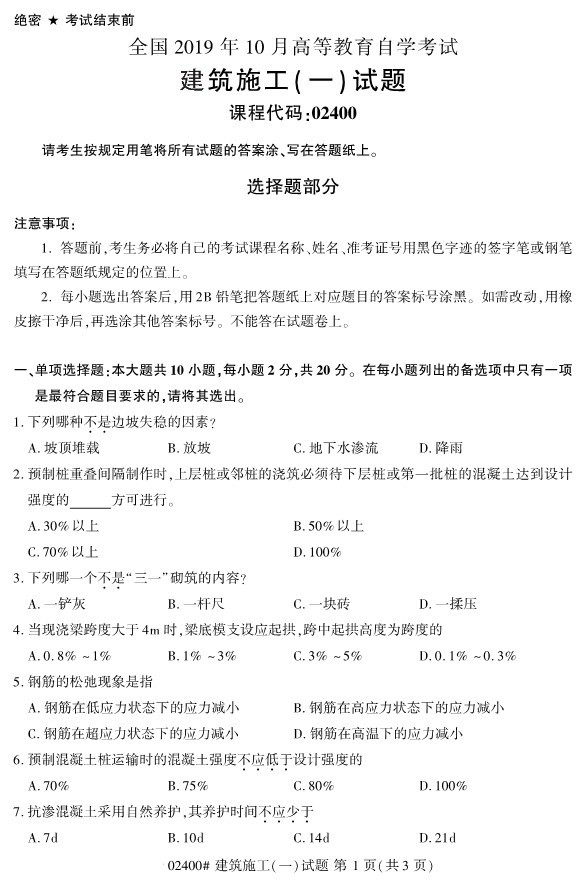 绝密 ★ 考试结束前
全国 2019 年 10 月高等教育自学考试
建筑施工(一)试题
课程代码:02400
请考生按规定用笔将所有试题的答案涂、写在答题纸上。
选择题部分
注意事项:
1. 答题前,考生务必将自己的考试课程名称、姓名、准考证号用黑色字迹的签字笔或钢笔
填写在答题纸规定的位置上。
2. 每小题选出答案后,用 2B 铅笔把答题纸上对应题目的答案标号涂黑。如需改动,用橡
皮擦干净后,再选涂其他答案标号。不能答在试题卷上。
一、单项选择题:本大题共 10 小题,每小题 2 分,共 20 分。在每小题列出的备选项中只有一项
是最符合题目要求的,请将其选出。
1. 下列哪种不是边坡失稳的因素?
A. 坡顶堆载 B. 放坡 C. 地下水渗流 D. 降雨
2. 预制桩重叠间隔制作时,上层桩或邻桩的浇筑必须待下层桩或第一批桩的混凝土达到设计
强度的______方可进行。
A. 30% 以上 B. 50% 以上
C. 70% 以上 D. 100%
3. 下列哪一个不是“三一”砌筑的内容?
A. 一铲灰 B. 一杆尺 C. 一块砖 D. 一揉压
4. 当现浇梁跨度大于 4m 时,梁底模支设应起拱,跨中起拱高度为跨度的
A. 0.8% ~1% B. 1% ~3% C. 3% ~5% D. 0.1% ~0.3%
5. 钢筋的松弛现象是指
A. 钢筋在低应力状态下的应力减小 B. 钢筋在高应力状态下的应力减小
C. 钢筋在超应力状态下的应力减小 D. 钢筋在高温下的应力减小
6. 预制混凝土桩运输时的混凝土强度不应低于设计强度的
A. 70% B. 75% C. 80% D. 100%
7. 抗渗混凝土采用自然养护,其养护时间不应少于
A. 7d B. 10d C. 14d D. 21d
02400# 建筑施工(一)试题 第 1 页(共 3 页)